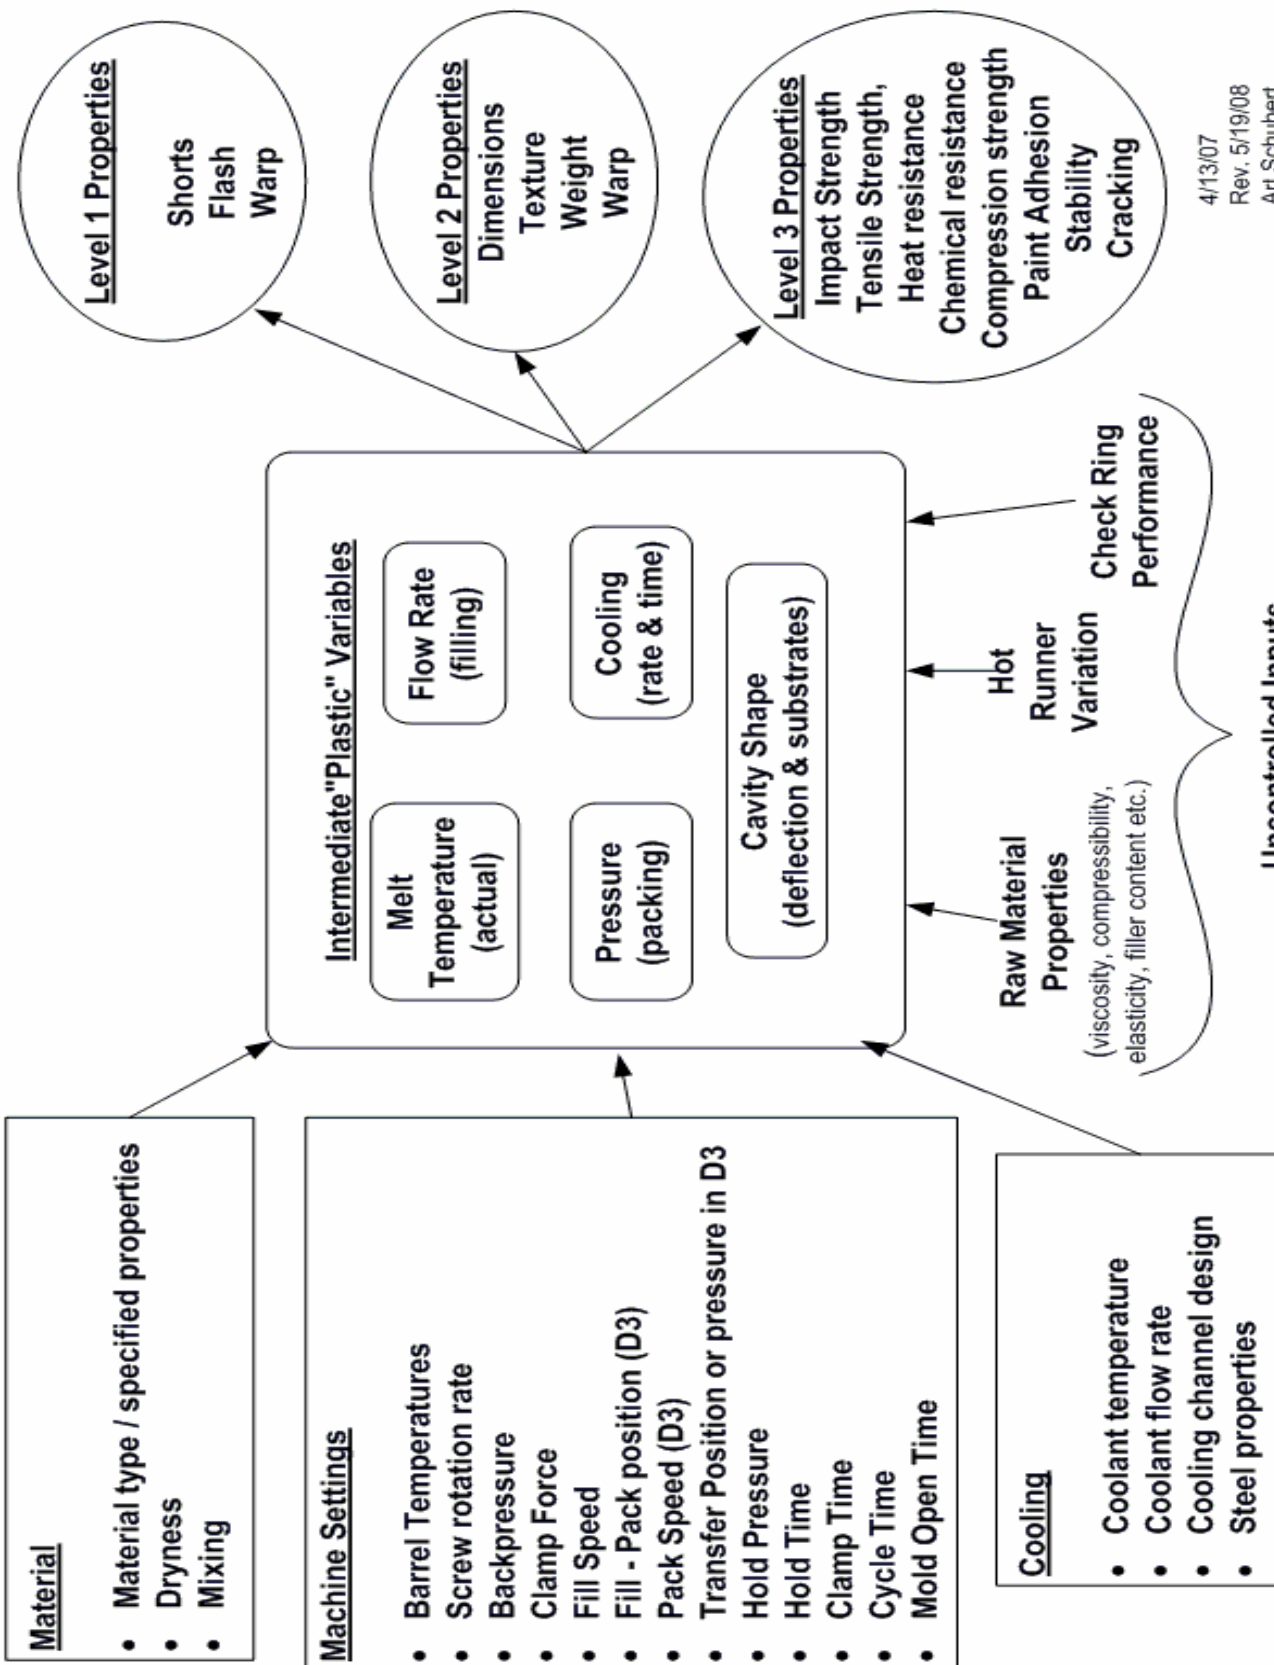 Material
• Material type / specified properties
• Dryness
• Mixing
Machine Settings
• Barrel Temperatures
• Screw rotation rate
• Backpressure
• Clamp Force
• Fill Speed
• Fill - Pack position (D3)
• Pack Speed (D3)
• Transfer Position or pressure in D3
• Hold Pressure
• Hold Time
• Clamp Time
• Cycle Time
• Mold Open Time
Cooling
• Coolant temperature
• Coolant flow rate
• Cooling channel design
• Steel properties
Intermediate"Plastic" Variables
Melt
Temperature
(actual)
Flow Rate
(filling)
Pressure
(packing)
Cooling
(rate & time)
Cavity Shape
(deflection & substrates)
Raw Material
Properties
(viscosity, compressibility,
elasticity, filler content etc.)
Hot
Runner
Variation
Check Ring
Performance
Uncontrolled Inputs
Level 1 Properties
Shorts
Flash
Warp
Level 2 Properties
Dimensions
Texture
Weight
Warp
Level 3 Properties
Impact Strength
Tensile Strength,
Heat resistance
Chemical resistance
Compression strength
Paint Adhesion
Stability
Cracking
4/13/07
Rev. 5/19/08
Art Schubert